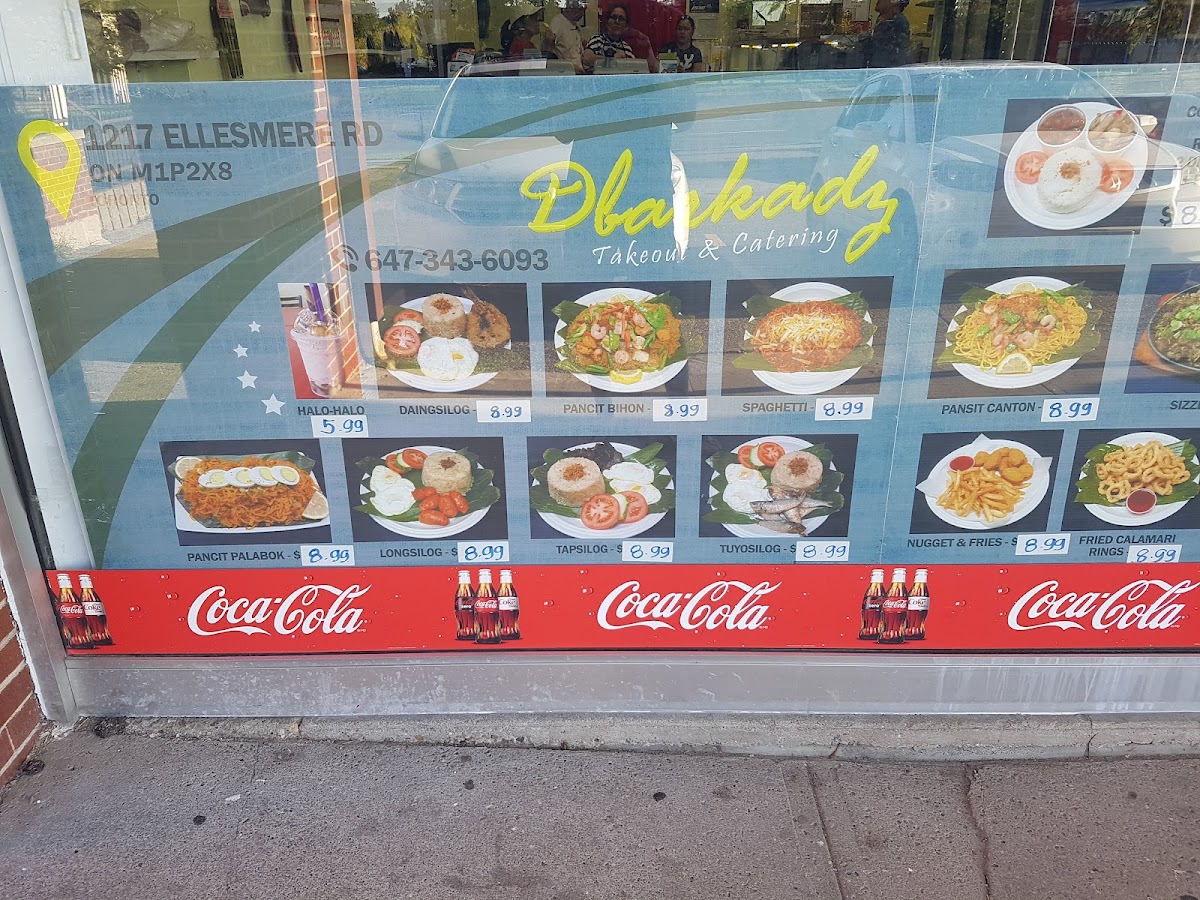 1217 ELLESMERE RD
ON M1P2X8
TORONTO
Dbarkadz
Takeout & Catering
647-343-6093
$8
HALO-HALO
5.99
DAINGSILOG - 8.99
PANCIT BIHON - 8.99
SPAGHETTI - 8.99
PANSIT CANTON - 8.99
PANCIT PALABOK - $ 8.99
LONGSILOG - $ 8.99
TAPSILOG - $ 8.99
TUYOSILOG - $ 8.99
NUGGET & FRIES - $ 8.99
FRIED CALAMARI
RINGS 8.99
Coca-Cola Coca-Cola Coca-Cola